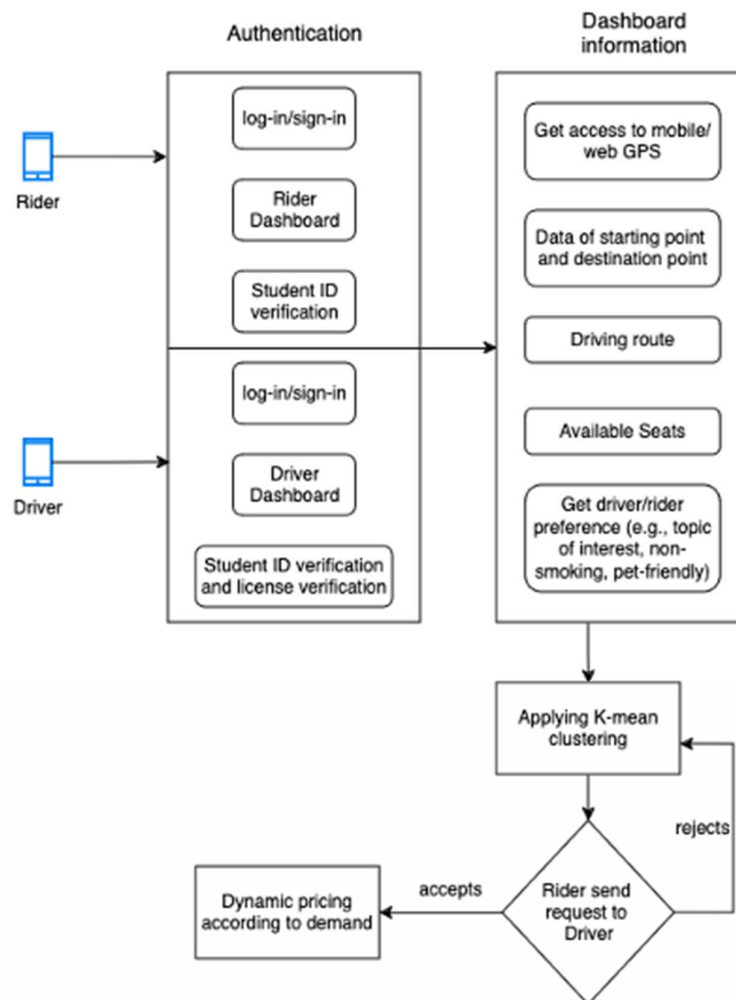 Authentication
Dashboard
information
log-in/sign-in
Get access to mobile/
web GPS
Rider
Rider
Dashboard
Data of starting point
and destination point
Student ID
verification
Driving route
log-in/sign-in
Available Seats
Driver
Driver
Dashboard
Get driver/rider
preference (e.g., topic
of interest, non-
smoking, pet-friendly)
Student ID verification
and license verification
Applying K-mean
clustering
rejects
accepts
Rider send
request to
Driver
Dynamic pricing
according to demand